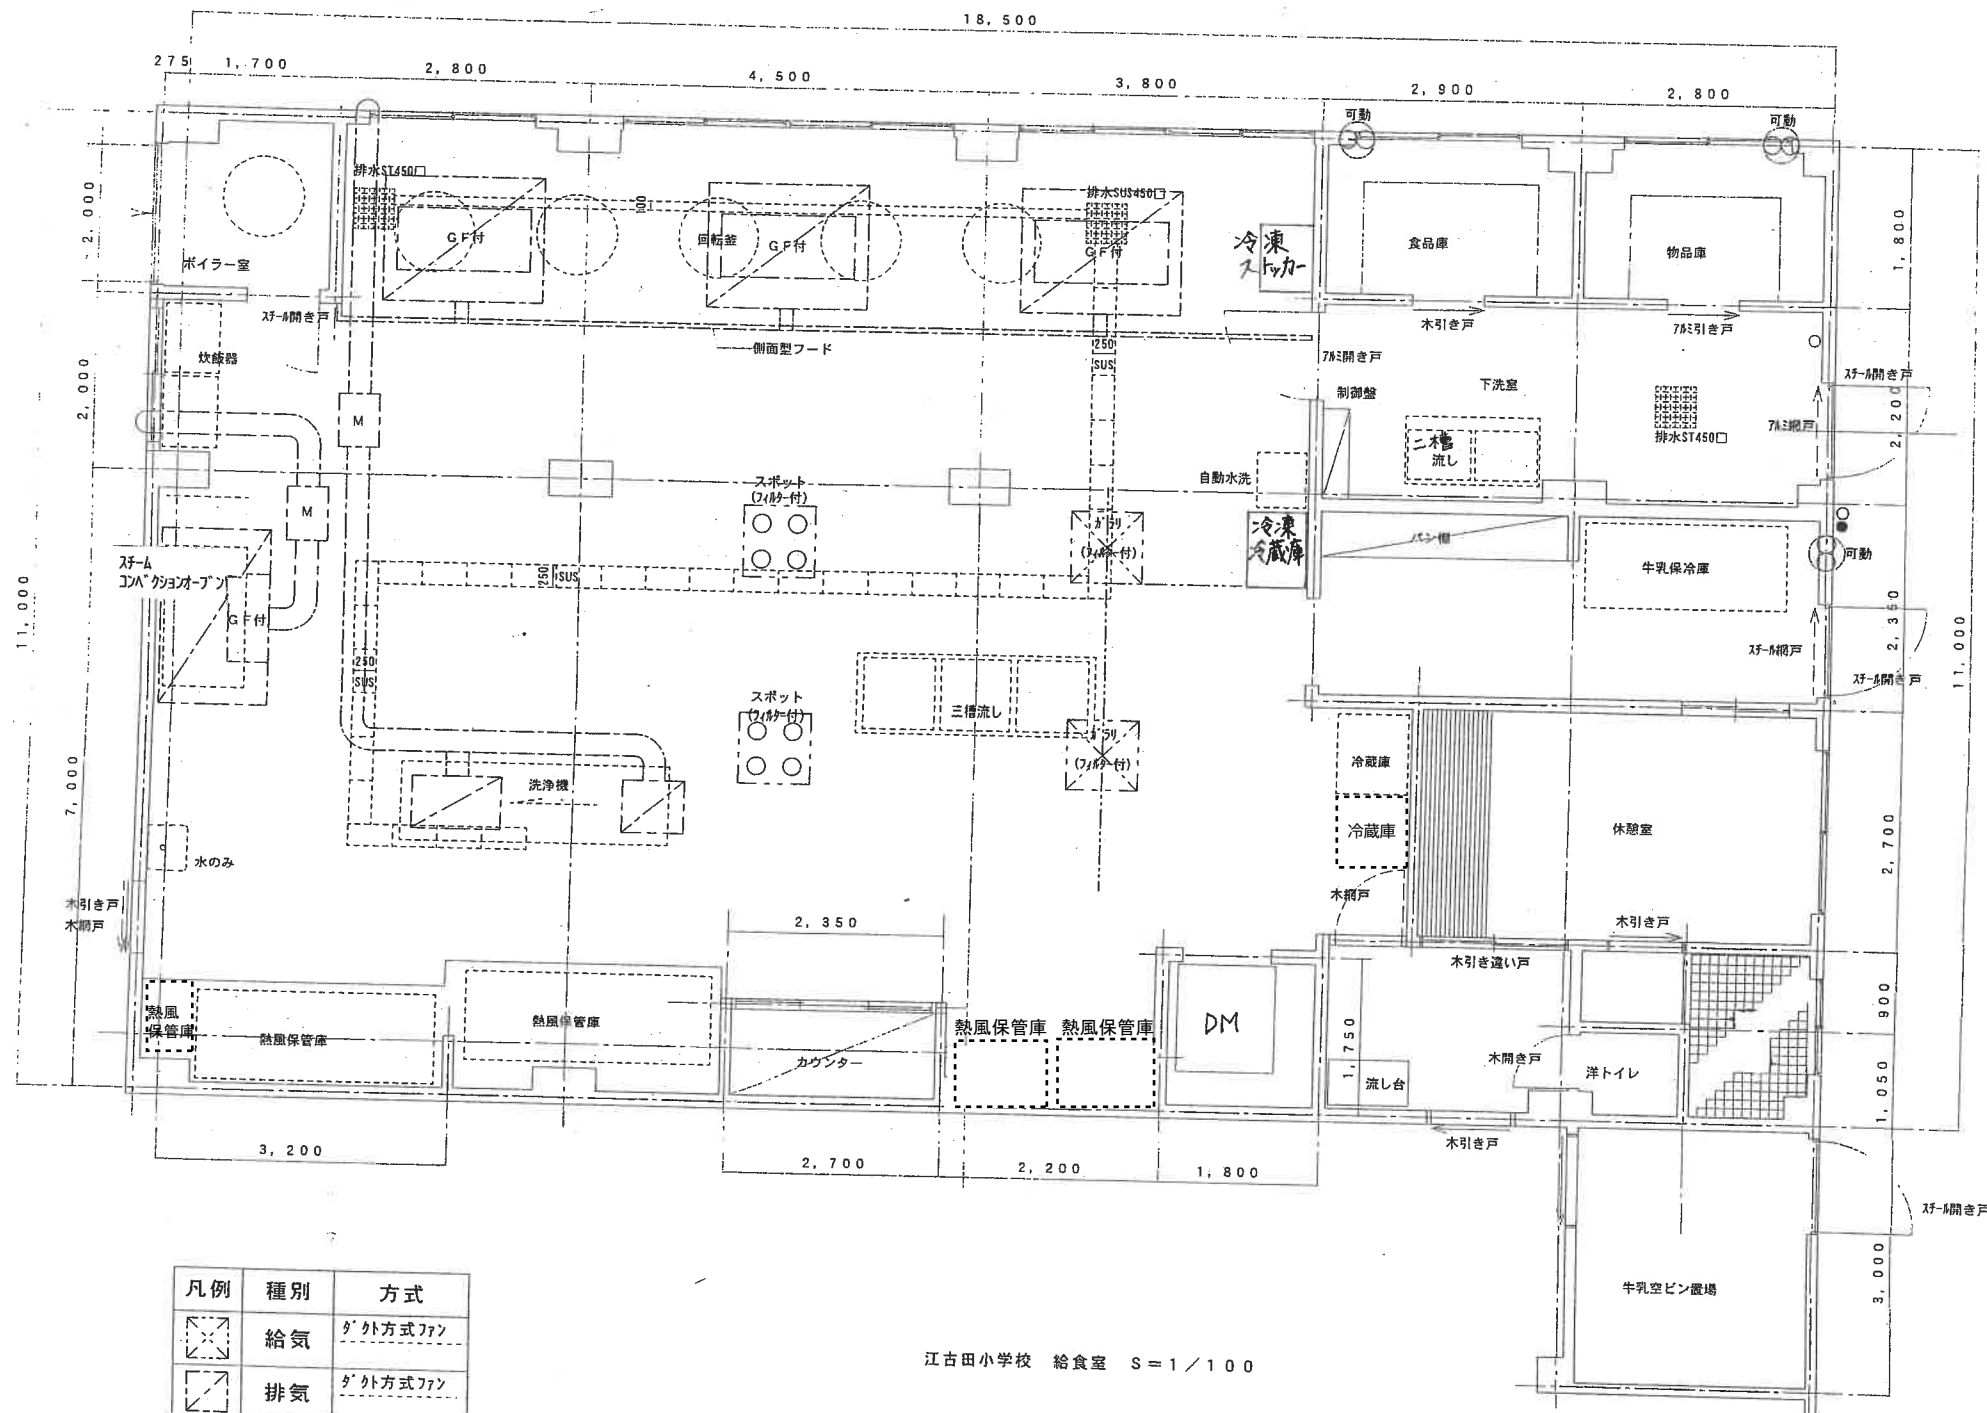 18,500
275 1,700 2,800 4,500 3,800 2,900 2,800
可動
可動
排水ST450□
排水SUS450□
2,000
ボイラー室
GF付
回転釜
100
GF付
GF付
冷凍
ストッカー
食品庫
物品庫
1,800
スチール開き戸
側面型フード
木引き戸
アルミ引き戸
炊飯器
250
SUS
アルミ開き戸
制御盤
下洗室
スチール開き戸
2,000
M
二槽
流し
排水ST450□
アルミ網戸
2,200
M
スポット
(フィルター付)
自動水洗
ガラリ
(フィルター付)
冷凍
冷蔵庫
パン棚
牛乳保冷庫
可動
スチーム
コンベクションオーブン
GF付
250
SUS
11,000
2,350
11,000
スチール網戸
スチール開き戸
250
SUS
スポット
(フィルター付)
三槽流し
ガラリ
(フィルター付)
冷蔵庫
冷蔵庫
休憩室
2,700
7,000
洗浄機
水のみ
木引き戸
木網戸
木網戸
2,350
木引き戸
木引き違い戸
熱風
保管庫
熱風保管庫
熱風保管庫
カウンター
熱風保管庫
熱風保管庫
DM
1,750
流し台
木開き戸
洋トイレ
900
1,050
木引き戸
3,200
2,700
2,200
1,800
スチール開き戸
牛乳空ビン置場
3,000
凡例 種別 方式
給気 ダクト方式ファン
排気 ダクト方式ファン
江古田小学校 給食室 S=1/100